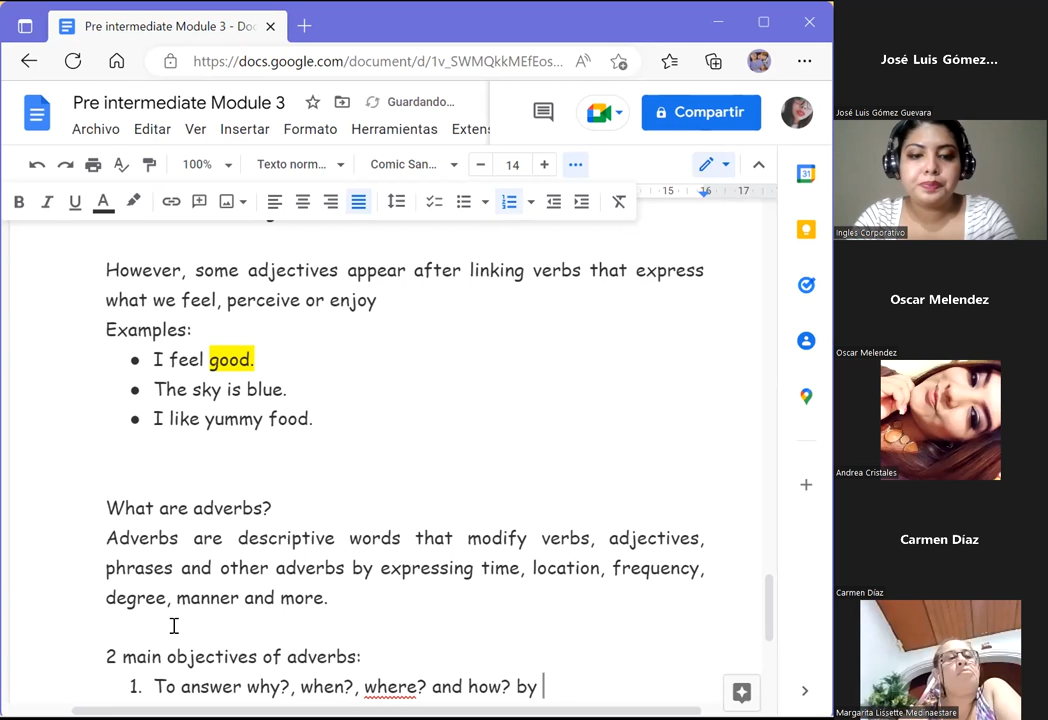 Pre intermediate Module 3 - Doc
https://docs.google.com/document/d/1v_SWMQkkMEfEos...
Pre intermediate Module 3
Guardando...
Compartir
Archivo Editar Ver Insertar Formato Herramientas Extens
100% Texto norm... Comic San... 14
15 16 17
However, some adjectives appear after linking verbs that express
what we feel, perceive or enjoy
Examples:
I feel good.
The sky is blue.
I like yummy food.
What are adverbs?
Adverbs are descriptive words that modify verbs, adjectives,
phrases and other adverbs by expressing time, location, frequency,
degree, manner and more.
2 main objectives of adverbs:
1. To answer why?, when?, where? and how? by
José Luis Gómez...
José Luis Gómez Guevara
Ingles Corporativo
Oscar Melendez
Oscar Melendez
Andrea Cristales
Carmen Díaz
Carmen Díaz
Margarita Lissette Medinaestare